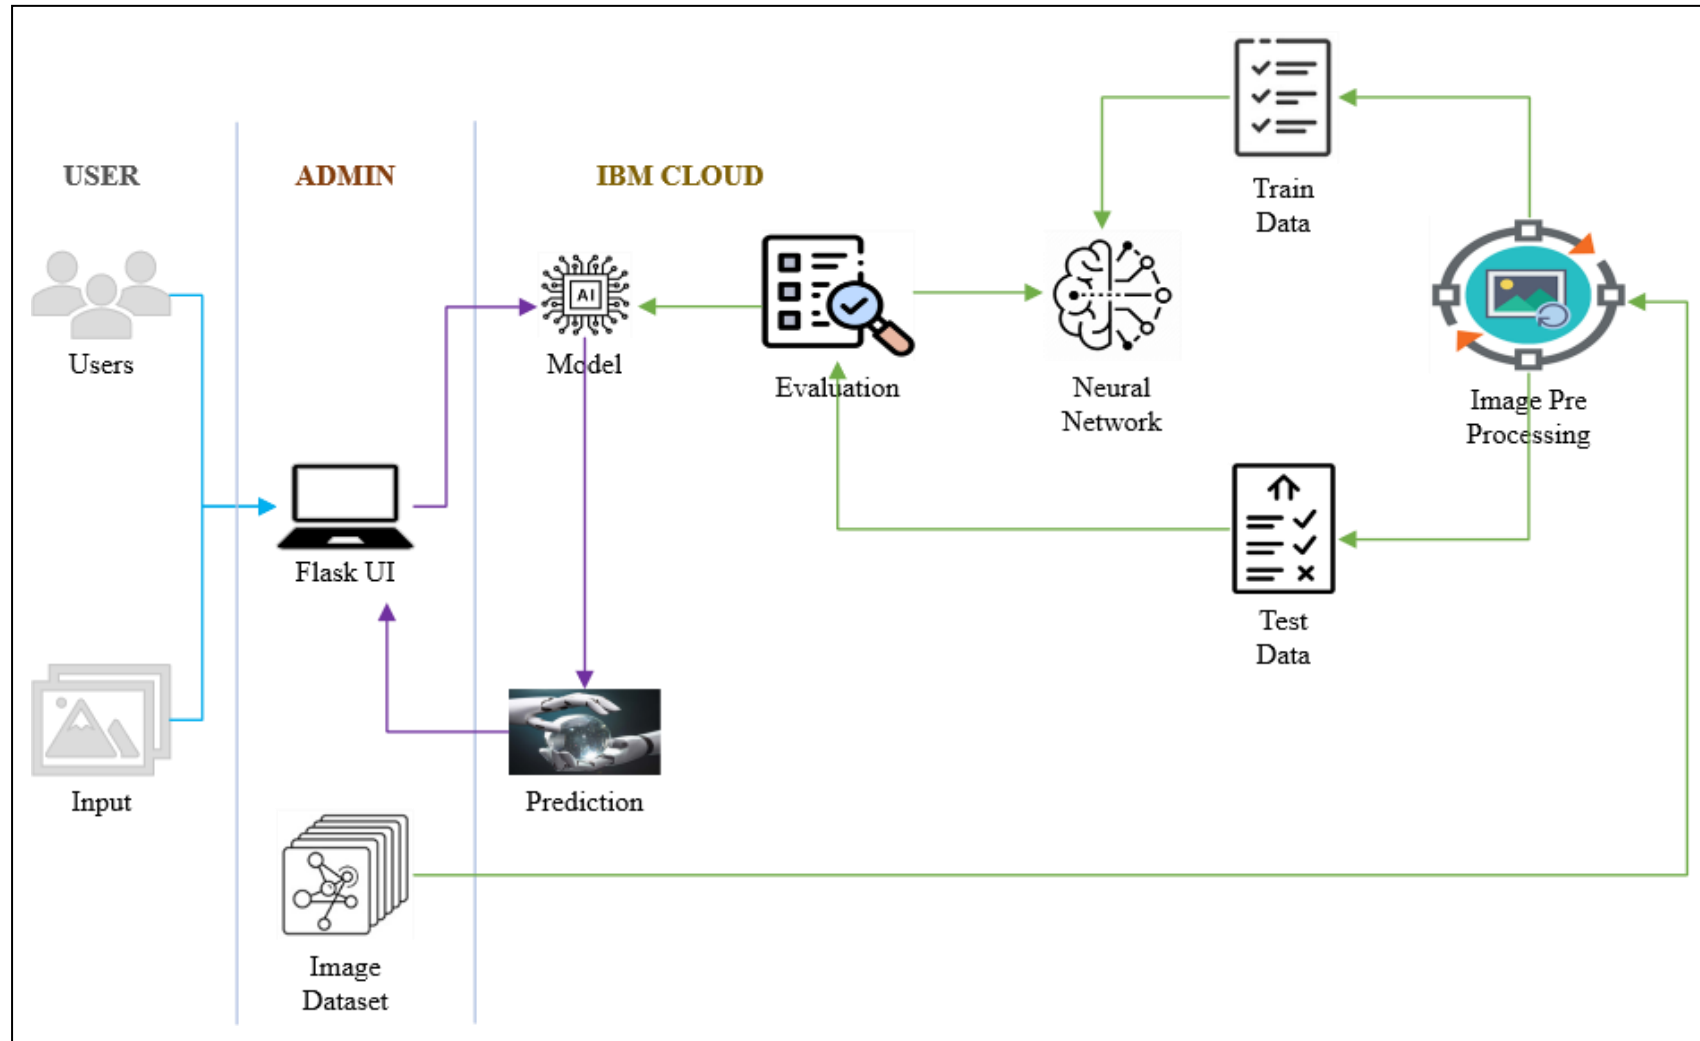 USER
ADMIN
IBM CLOUD
Train
Data
Users
Model
Evaluation
Neural
Network
Image Pre
Processing
AI
Flask UI
Test
Data
Input
Prediction
Image
Dataset